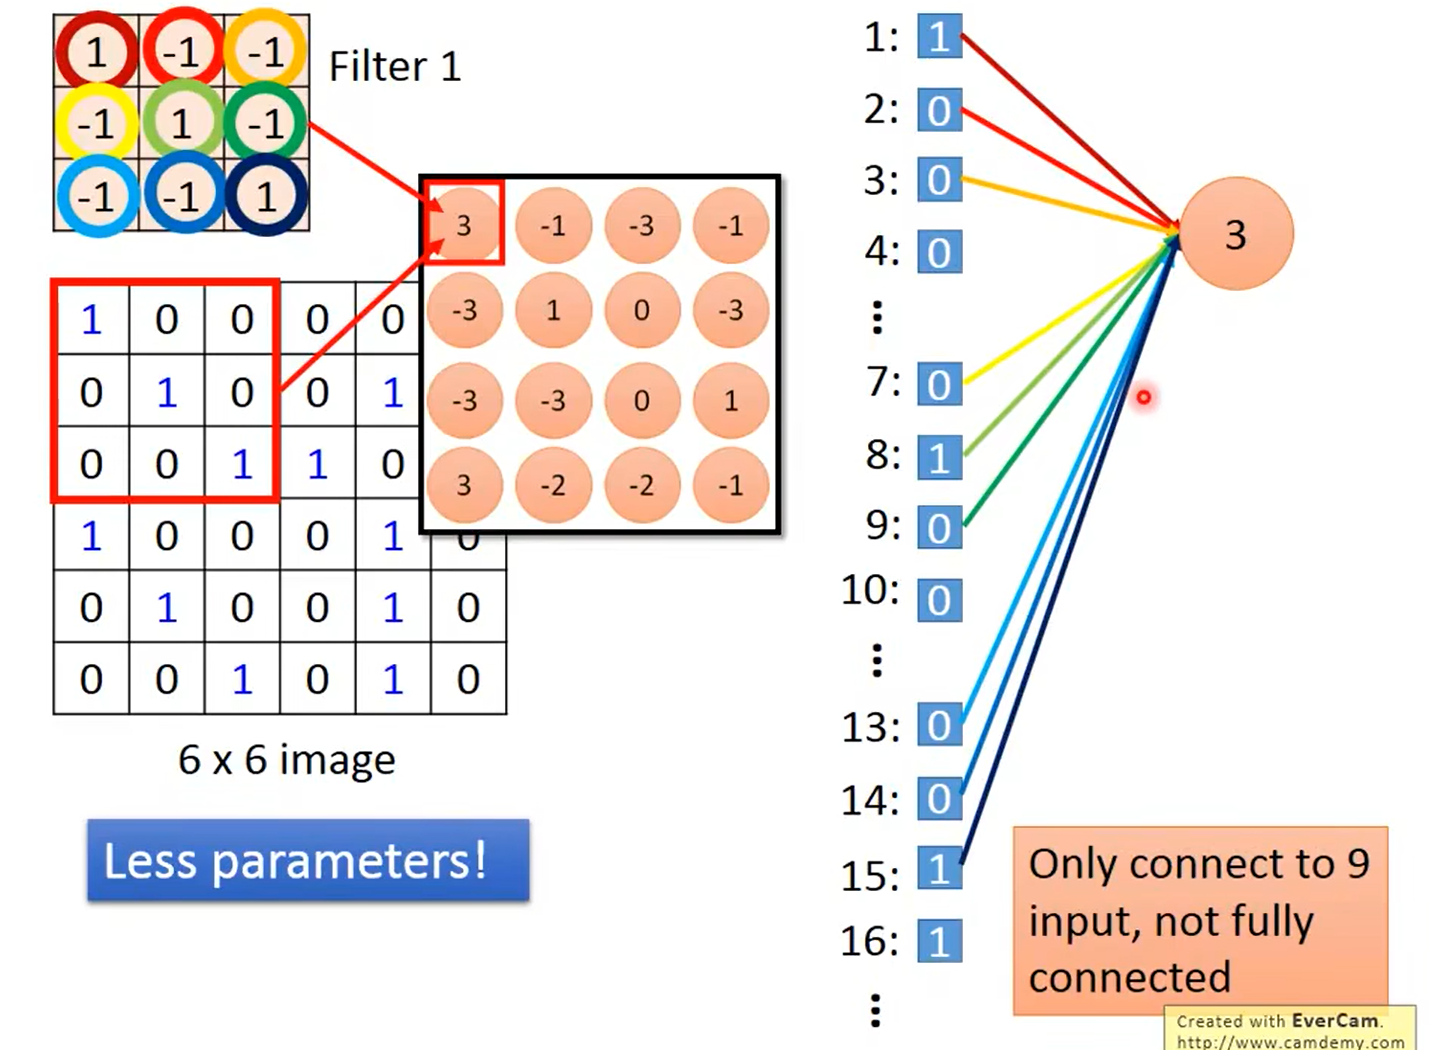 1 -1 -1
Filter 1
-1 1 -1
-1 -1 1
3 -1 -3 -1
-3 1 0 -3
-3 -3 0 1
3 -2 -2 -1
1 0 0 0 0
0 1 0 0 1
0 0 1 1 0
1 0 0 0 1 0
0 1 0 0 1 0
0 0 1 0 1 0
6 x 6 image
Less parameters!
1: 1
2: 0
3: 0
4: 0
⋮
7: 0
8: 1
9: 0
10: 0
⋮
13: 0
14: 0
15: 1
16: 1
⋮
3
Only connect to 9
input, not fully
connected
Created with EverCam.
http://www.camdemy.com